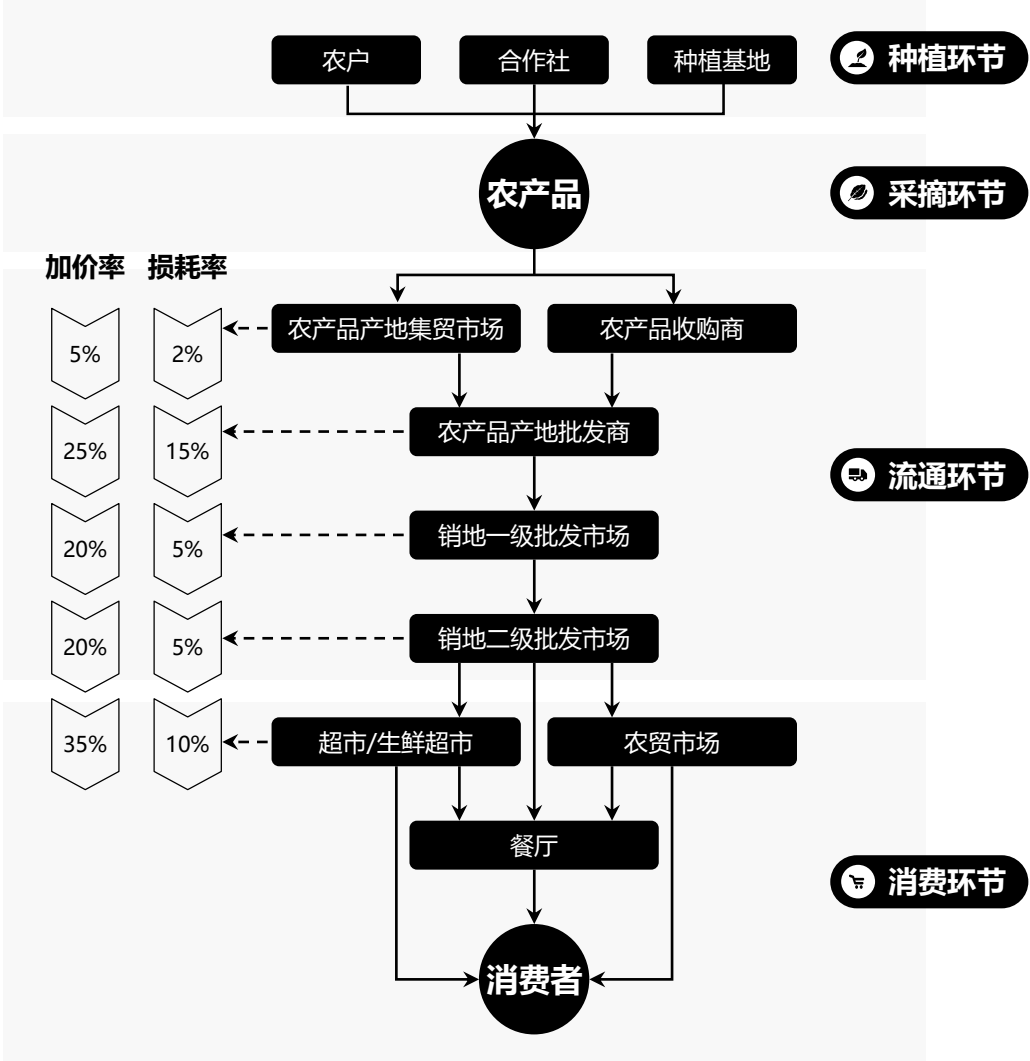 农户
合作社
种植基地
种植环节
农产品
采摘环节
加价率
损耗率
5%
2%
农产品产地集贸市场
农产品收购商
25%
15%
农产品产地批发商
流通环节
20%
5%
销地一级批发市场
20%
5%
销地二级批发市场
35%
10%
超市/生鲜超市
农贸市场
餐厅
消费环节
消费者